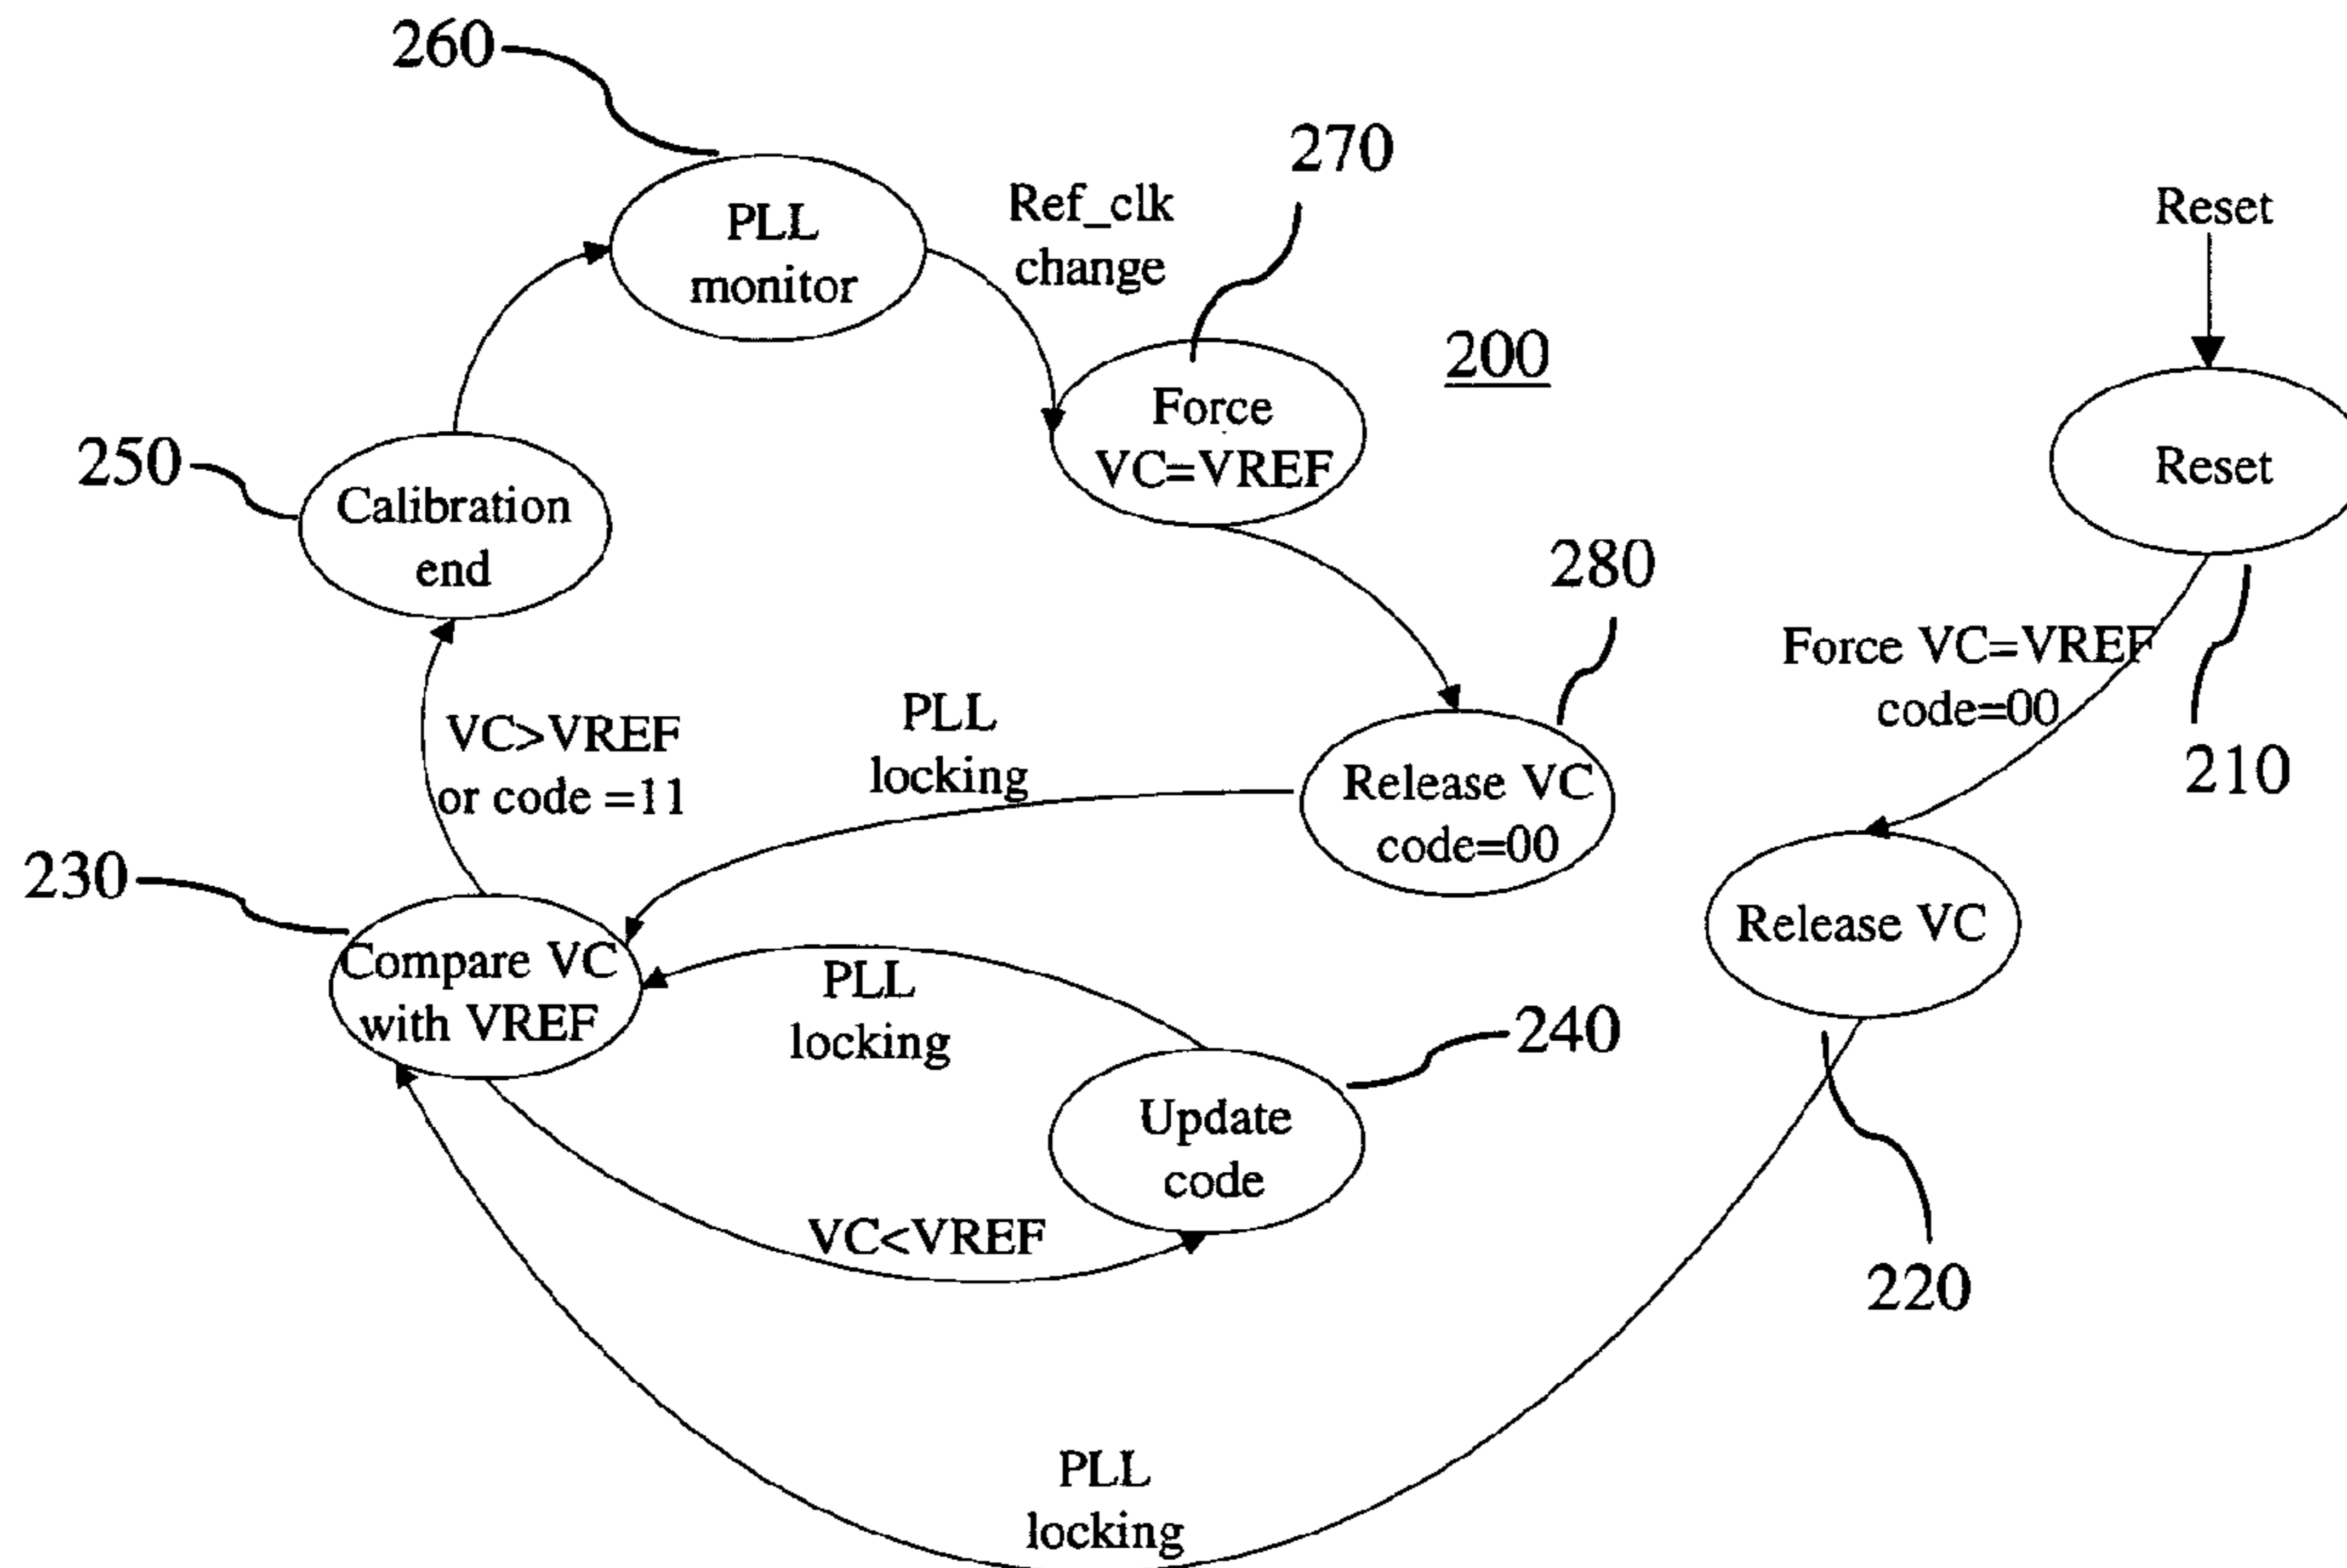 260
PLL
monitor
Ref_clk
change
270
Force
VC=VREF
200
Reset
Reset
250
Calibration
end
280
Release VC
code=00
Force VC=VREF
code=00
210
Release VC
220
VC>VREF
or code =11
PLL
locking
230
Compare VC
with VREF
PLL
locking
240
Update
code
VC<VREF
PLL
locking